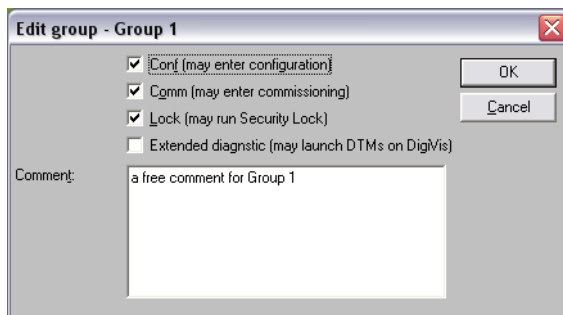 Edit group - Group 1
Conf (may enter configuration)
OK
Comm (may enter commissioning)
Cancel
Lock (may run Security Lock)
Extended diagnstic (may launch DTMs on DigiVis)
Comment:
a free comment for Group 1